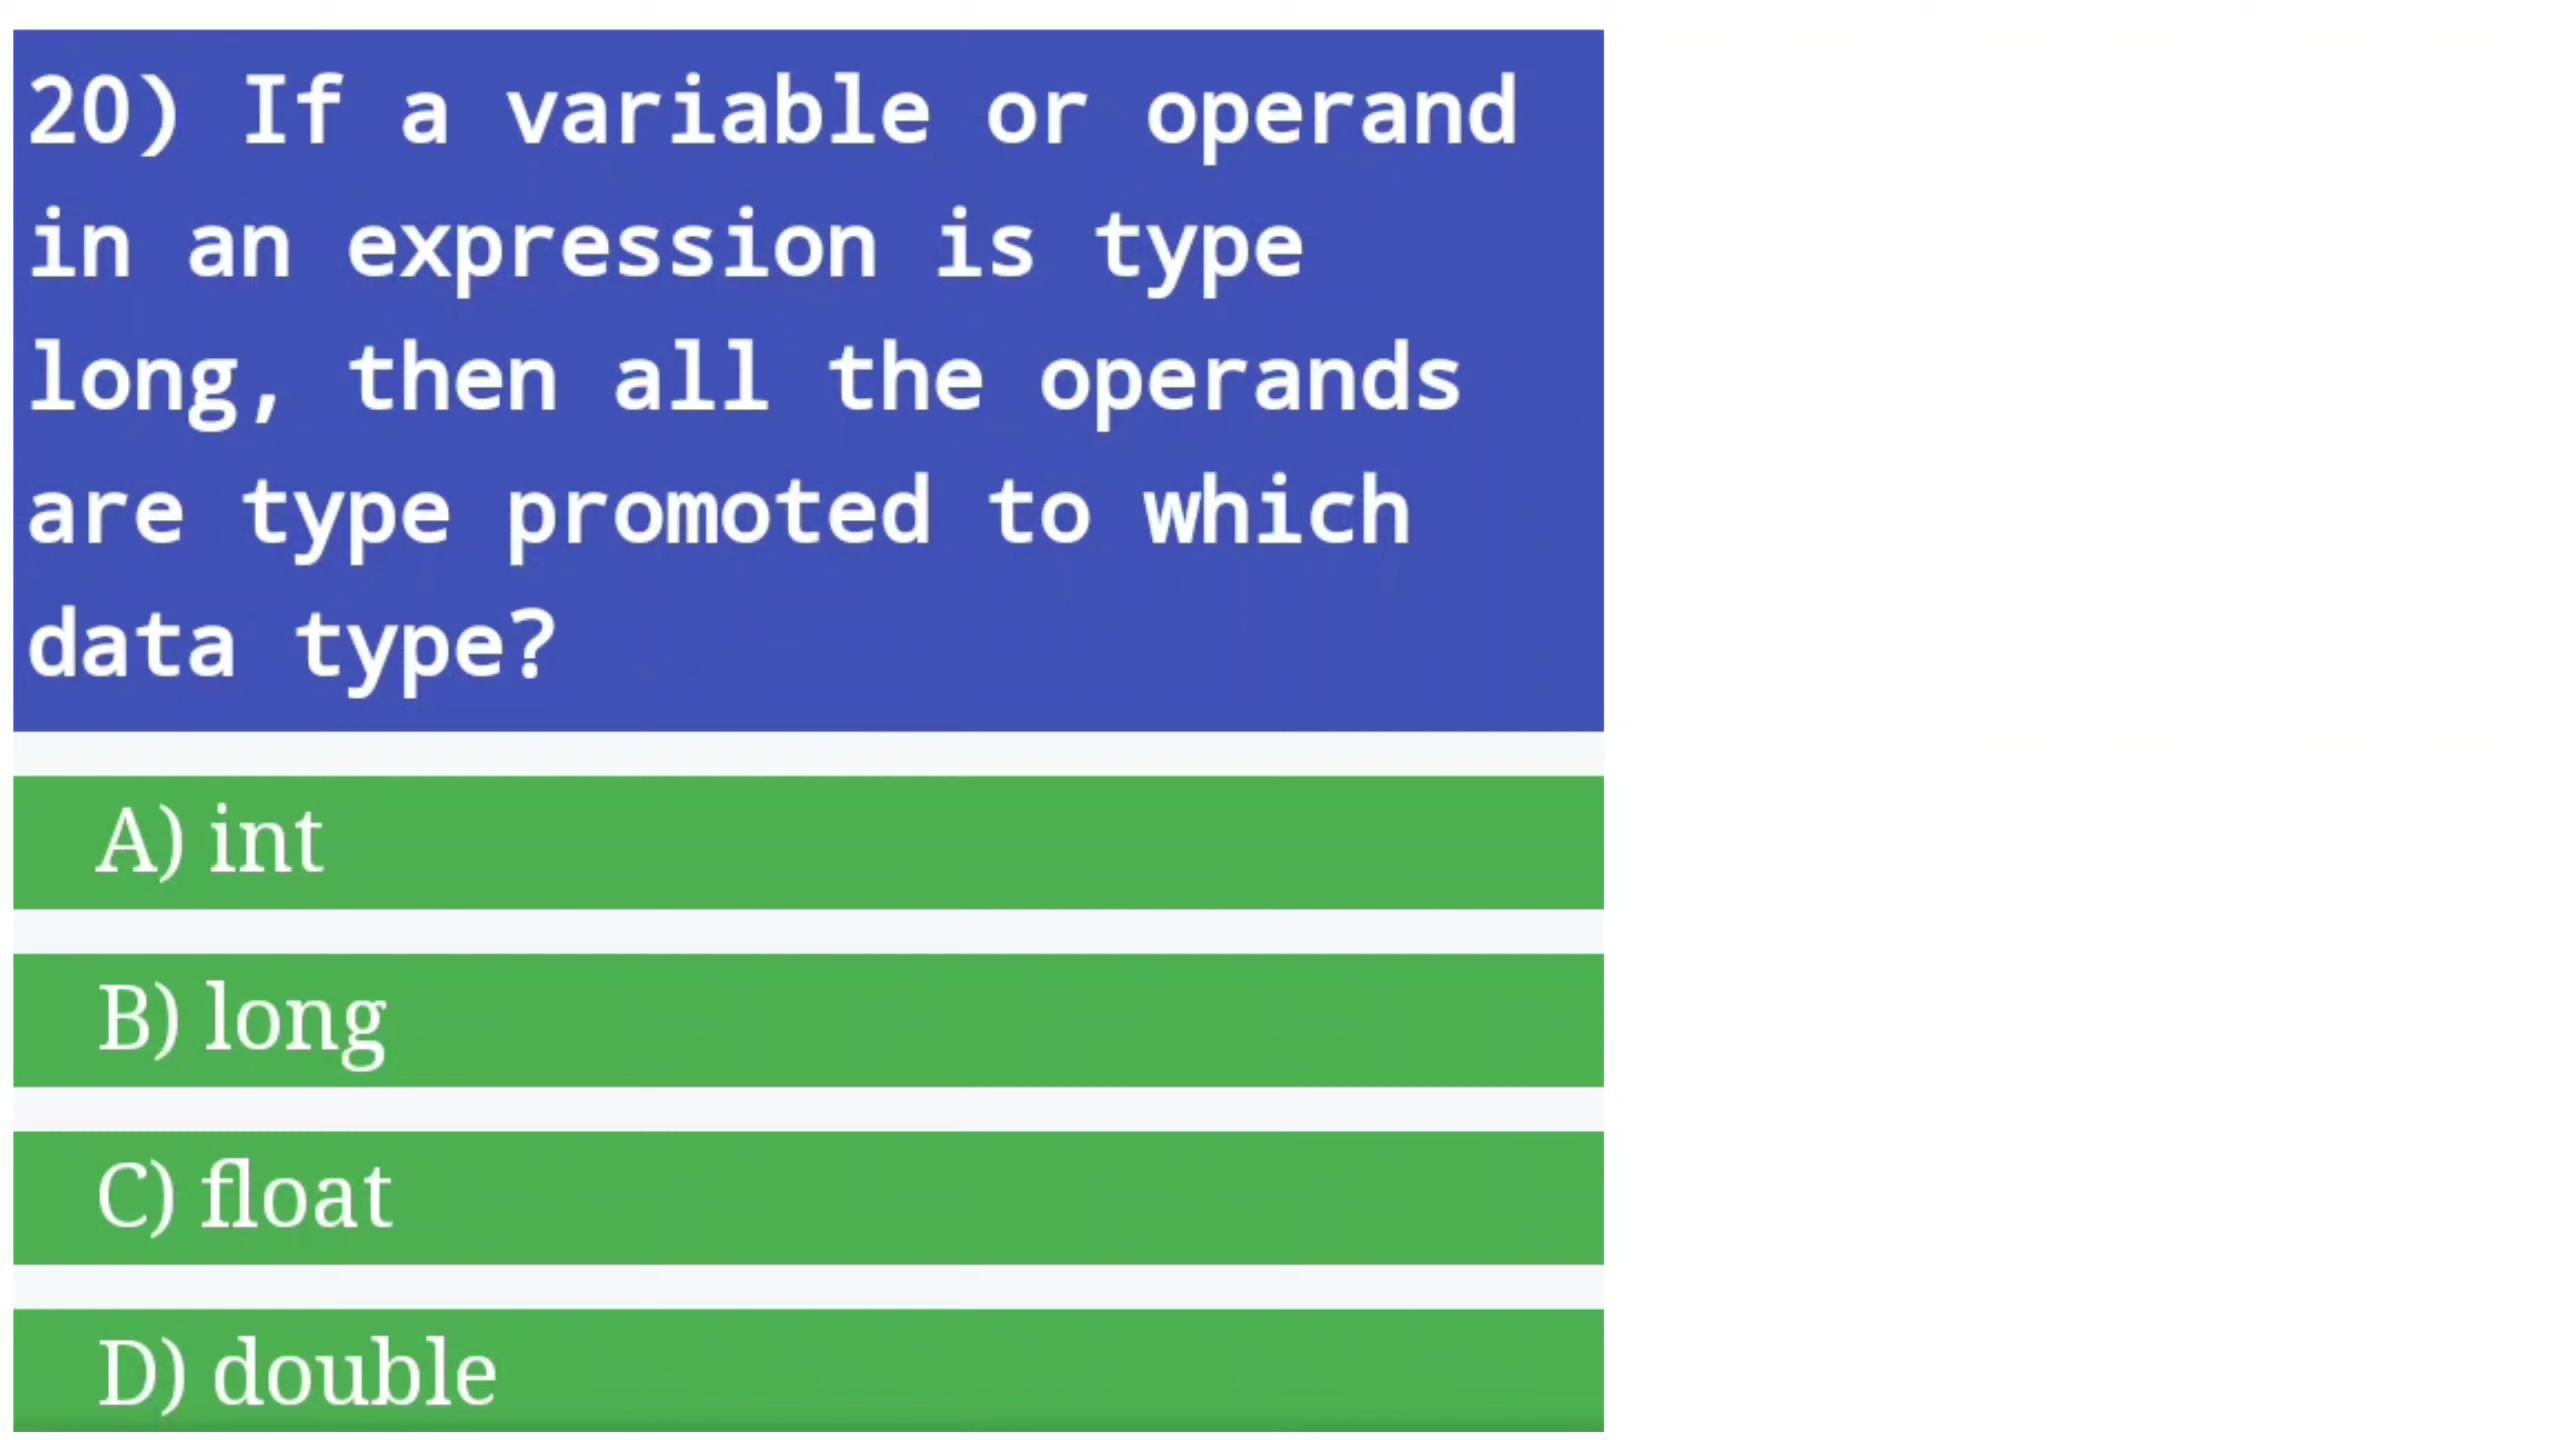 20) If a variable or operand
in an expression is type
long, then all the operands
are type promoted to which
data type?
A) int
B) long
C) float
D) double